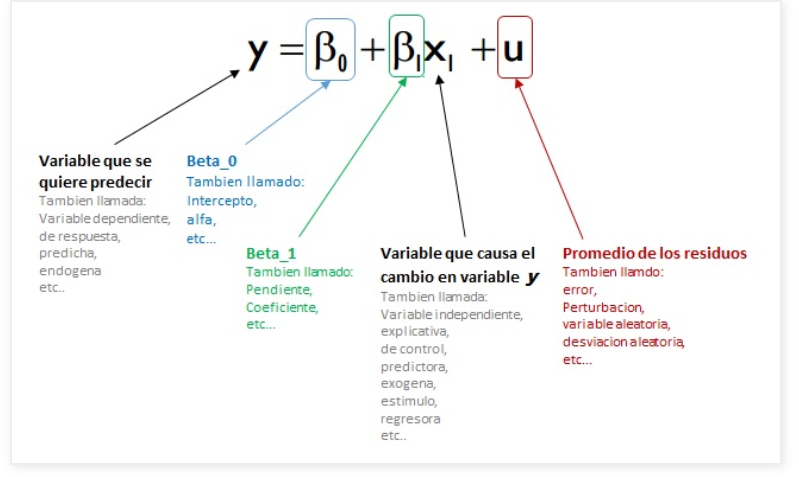 y = β₀ + β₁x₁ + u
Variable que se
quiere predecir
Tambien llamada:
Variable dependiente,
de respuesta,
predicha,
endogena
etc..
Beta_0
Tambien llamado:
Intercepto,
alfa,
etc...
Beta_1
Tambien llamado:
Pendiente,
Coeficiente,
etc...
Variable que causa el
cambio en variable y
Tambien llamada:
Variable independiente,
explicativa,
de control,
predictora,
exogena,
estimulo,
regresora
etc..
Promedio de los residuos
Tambien llamdo:
error,
Perturbacion,
variable aleatoria,
desviacion aleatoria,
etc...